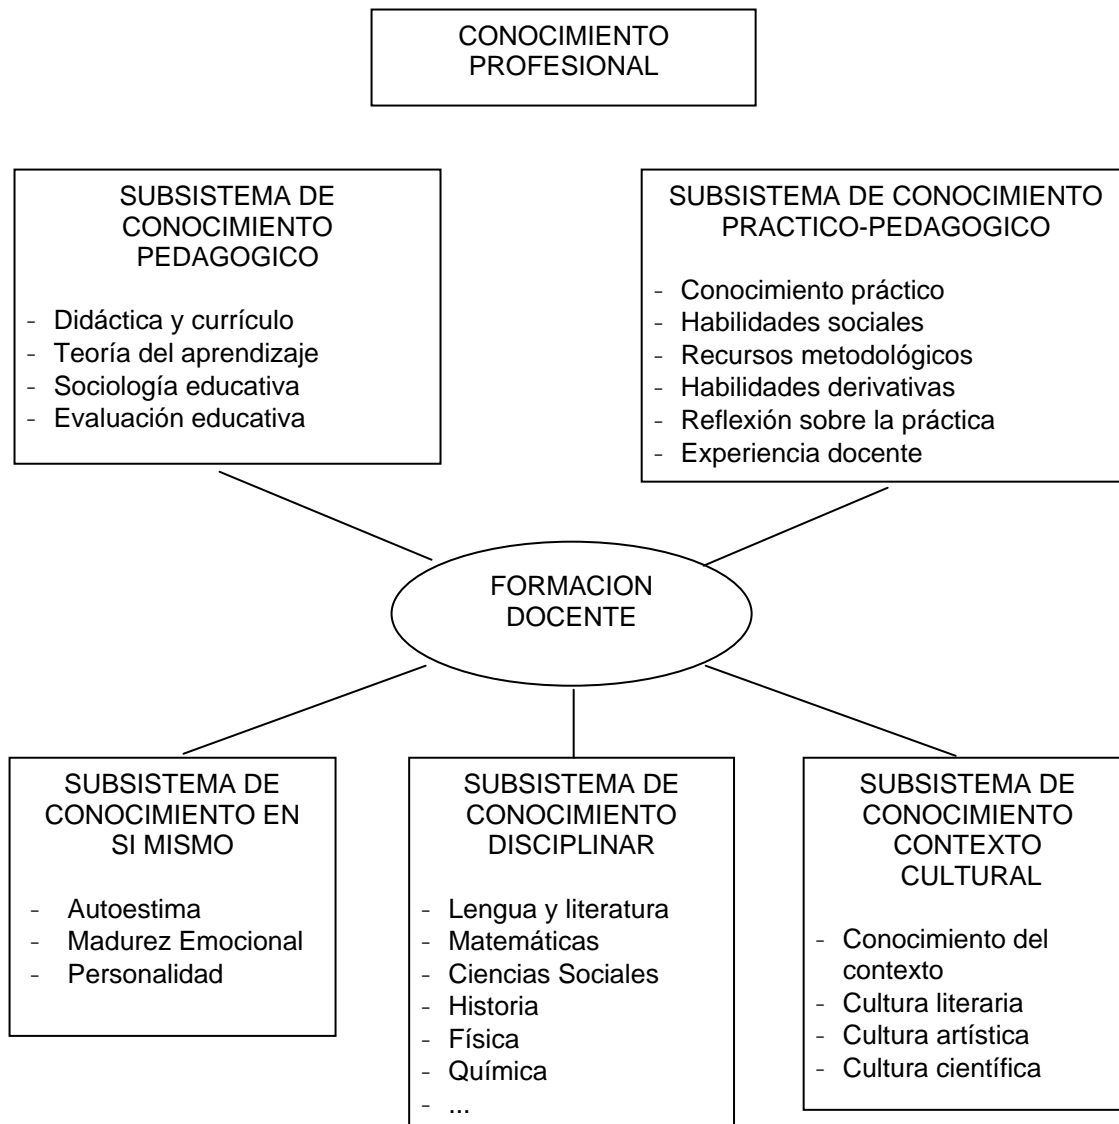 CONOCIMIENTO
PROFESIONAL
SUBSISTEMA DE
CONOCIMIENTO
PEDAGOGICO
- Didáctica y currículo
- Teoría del aprendizaje
- Sociología educativa
- Evaluación educativa
SUBSISTEMA DE CONOCIMIENTO
PRACTICO-PEDAGOGICO
- Conocimiento práctico
- Habilidades sociales
- Recursos metodológicos
- Habilidades derivativas
- Reflexión sobre la práctica
- Experiencia docente
FORMACION
DOCENTE
SUBSISTEMA DE
CONOCIMIENTO EN
SI MISMO
- Autoestima
- Madurez Emocional
- Personalidad
SUBSISTEMA DE
CONOCIMIENTO
DISCIPLINAR
- Lengua y literatura
- Matemáticas
- Ciencias Sociales
- Historia
- Física
- Química
- ...
SUBSISTEMA DE
CONOCIMIENTO
CONTEXTO
CULTURAL
- Conocimiento del
contexto
- Cultura literaria
- Cultura artística
- Cultura científica